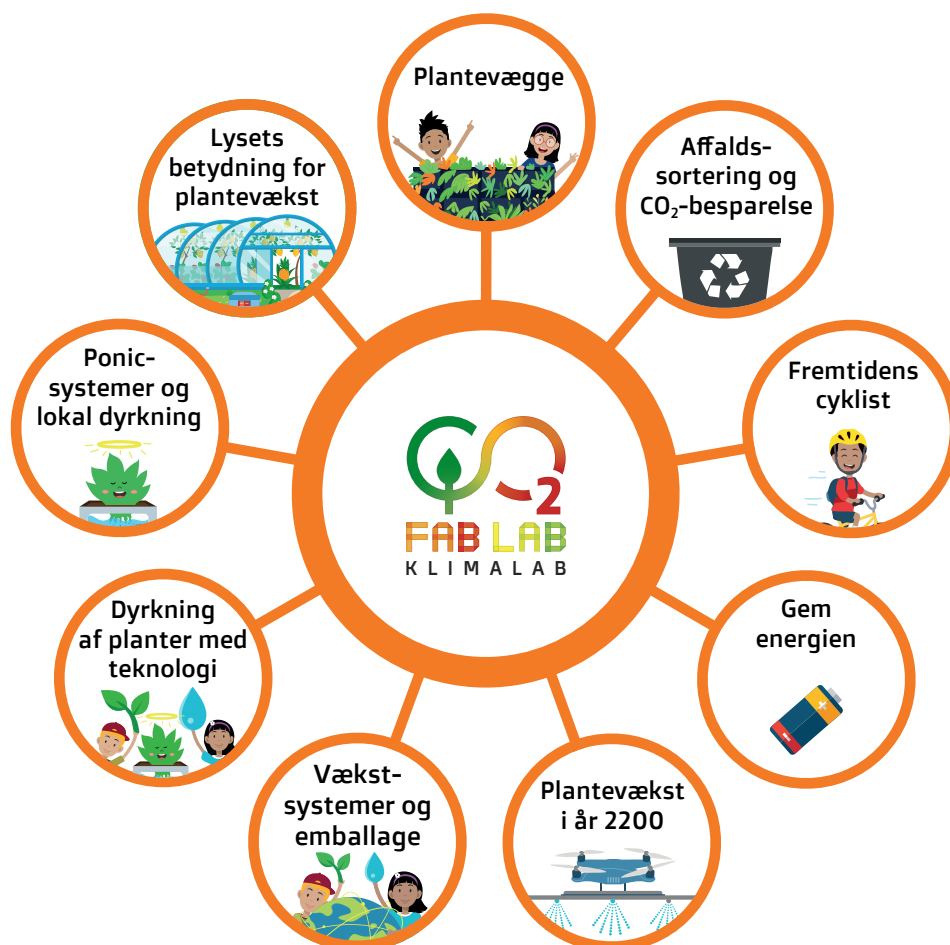 Plantevægge
Affalds-
sortering og
CO₂-besparelse
Fremtidens
cyklist
Gem
energien
Plantevækst
i år 2200
Vækst-
systemer og
emballage
Dyrkning
af planter med
teknologi
Ponic-
systemer og
lokal dyrkning
Lysets
betydning for
plantevækst
CO2
FAB LAB
KLIMALAB